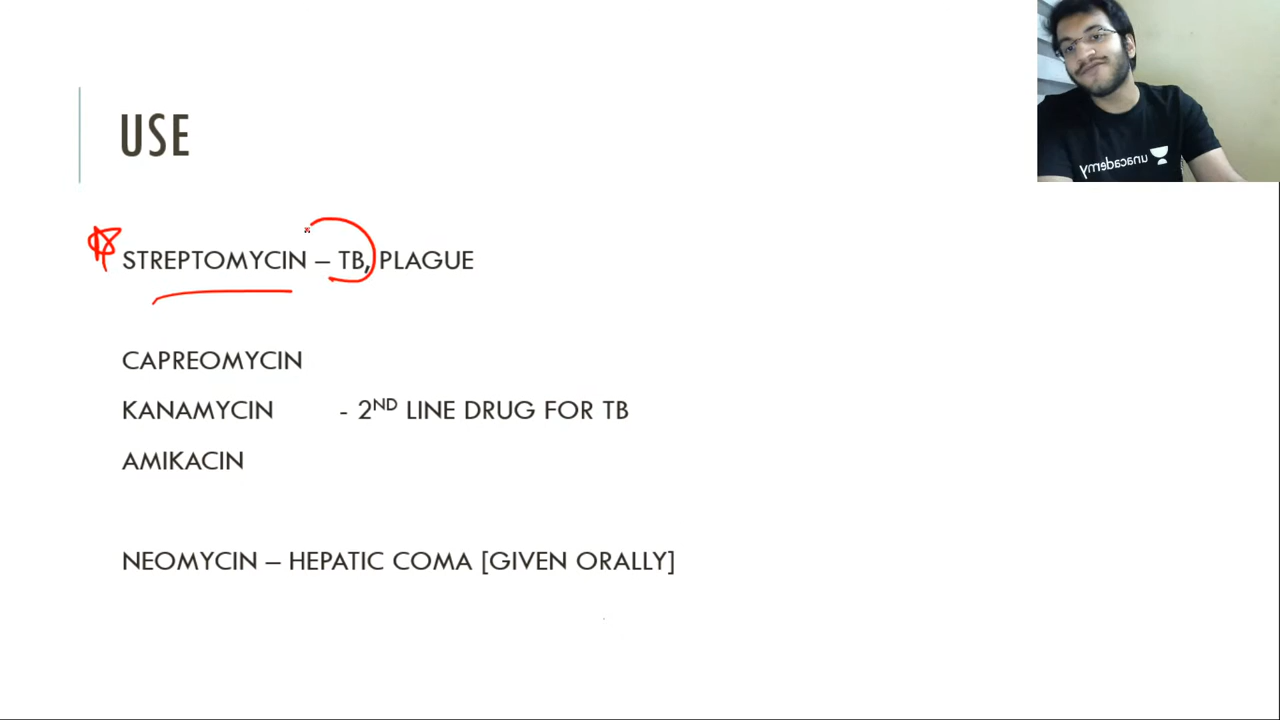 USE
unacademy
STREPTOMYCIN – TB, PLAGUE
CAPREOMYCIN
KANAMYCIN - 2ND LINE DRUG FOR TB
AMIKACIN
NEOMYCIN – HEPATIC COMA [GIVEN ORALLY]